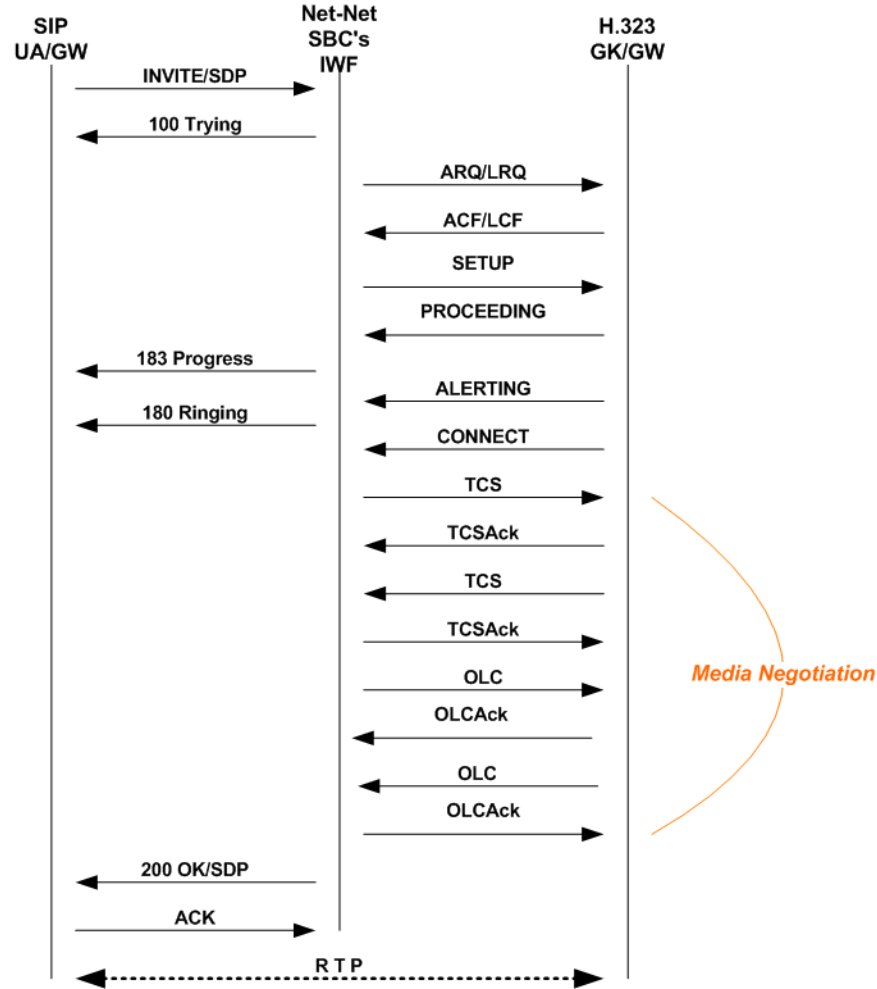 SIP
UA/GW
Net-Net
SBC's
IWF
H.323
GK/GW
INVITE/SDP
100 Trying
ARQ/LRQ
ACF/LCF
SETUP
PROCEEDING
183 Progress
ALERTING
180 Ringing
CONNECT
TCS
TCSAck
TCS
TCSAck
OLC
OLCAck
OLC
OLCAck
Media Negotiation
200 OK/SDP
ACK
R T P